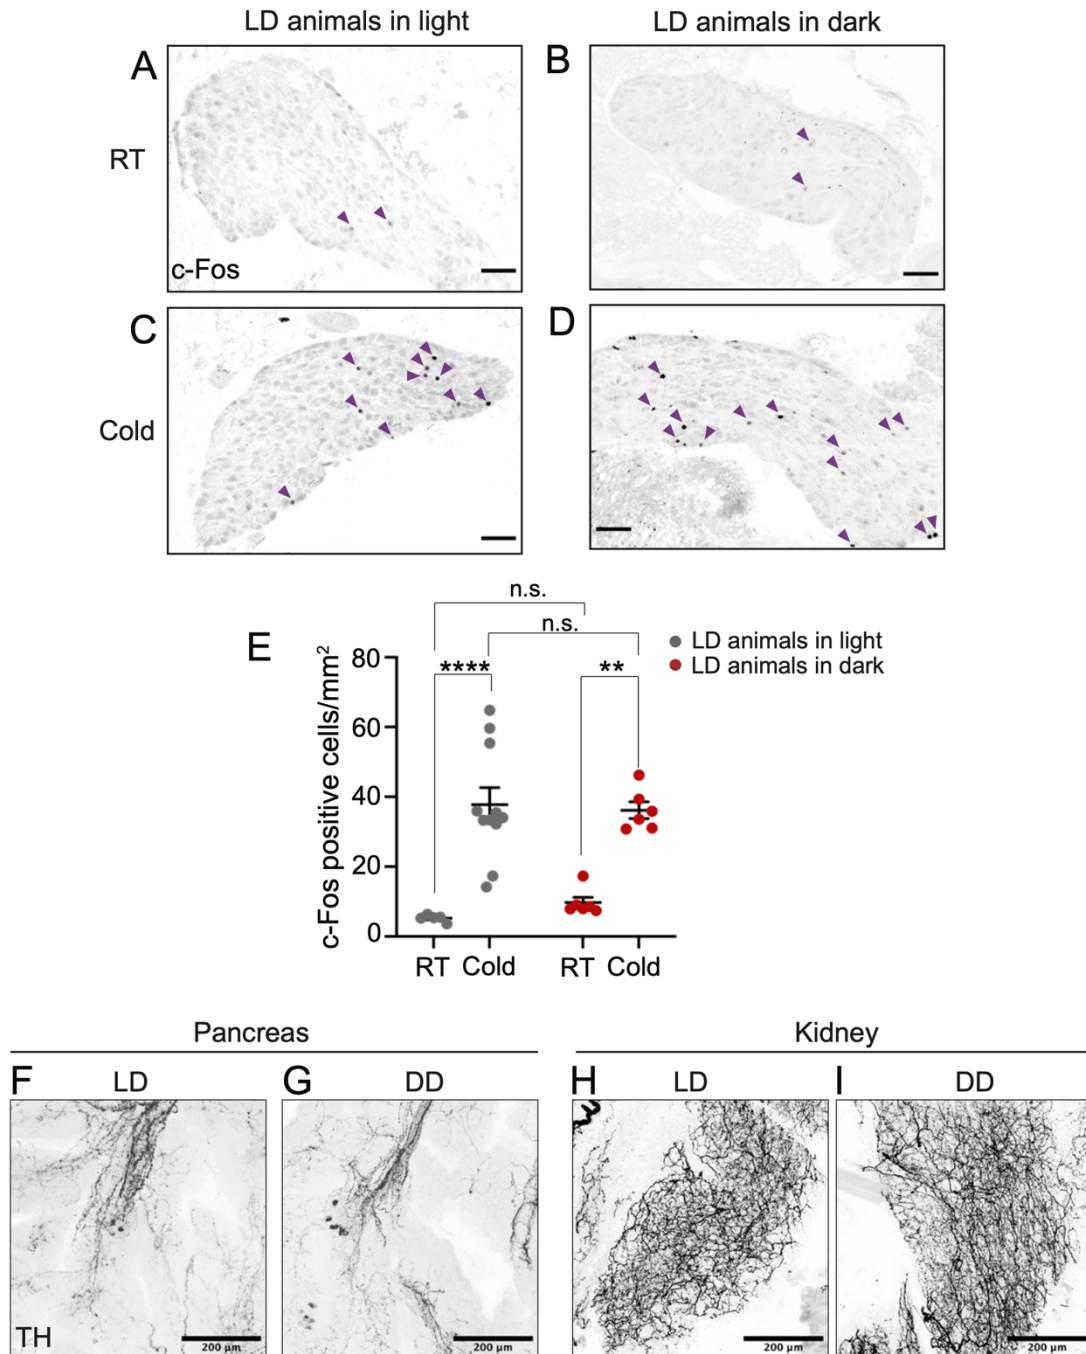 LD animals in light
LD animals in dark
A
B
RT
c-Fos
C
D
Cold
n.s.
n.s.
E
LD animals in light
LD animals in dark
****
**
c-Fos positive cells/mm²
80
60
40
20
0
RT
Cold
RT
Cold
Pancreas
Kidney
F
LD
G
DD
H
LD
I
DD
TH
200 µm
200 µm
200 µm
200 µm